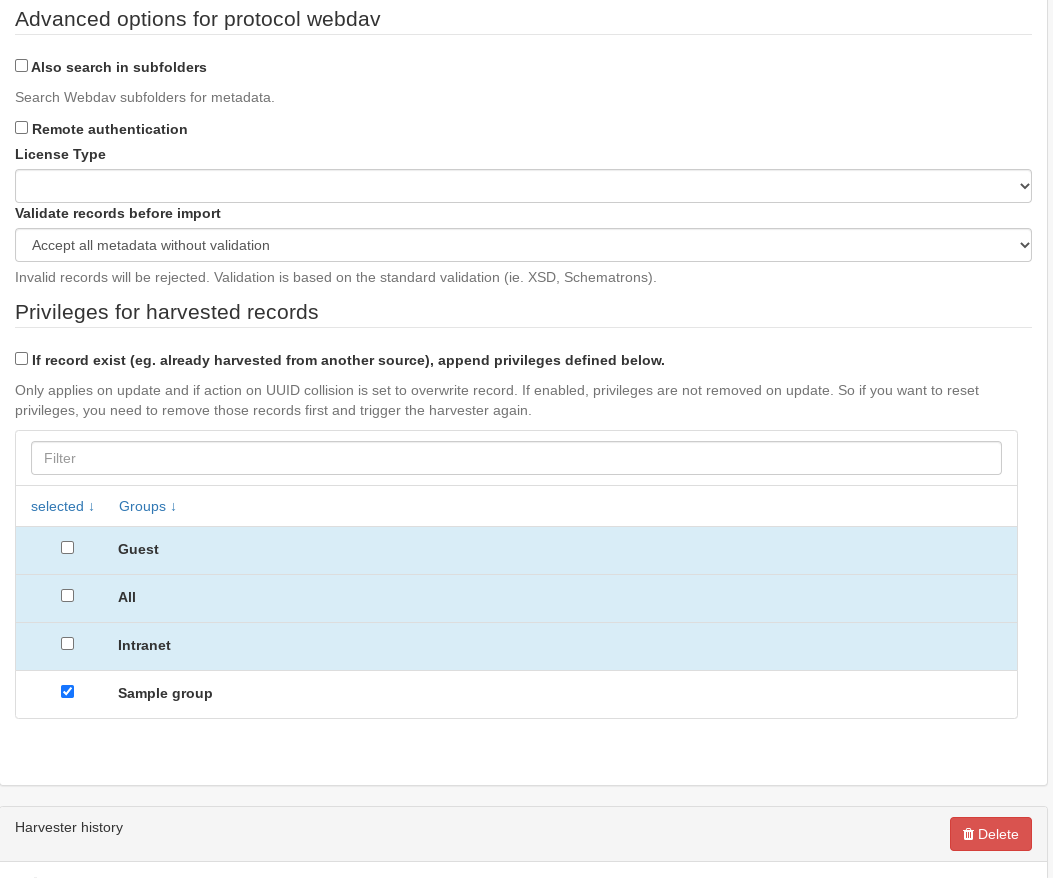 Advanced options for protocol webdav
Also search in subfolders
Search Webdav subfolders for metadata.
Remote authentication
License Type
Validate records before import
Accept all metadata without validation
Invalid records will be rejected. Validation is based on the standard validation (ie. XSD, Schematrons).
Privileges for harvested records
If record exist (eg. already harvested from another source), append privileges defined below.
Only applies on update and if action on UUID collision is set to overwrite record. If enabled, privileges are not removed on update. So if you want to reset
privileges, you need to remove those records first and trigger the harvester again.
Filter
selected ↓ Groups ↓
Guest
All
Intranet
Sample group
Harvester history
Delete